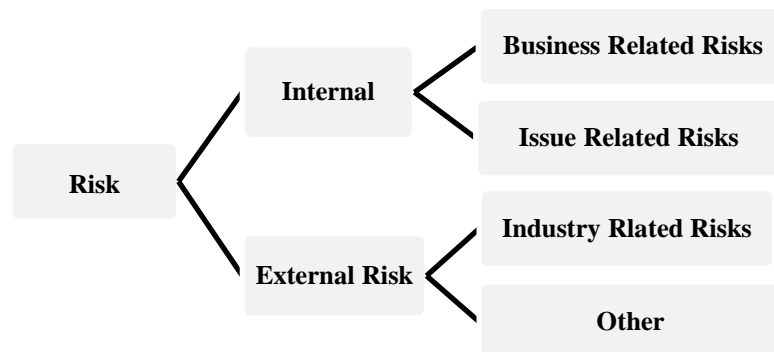 Business Related Risks
Internal
Issue Related Risks
Risk
Industry Rlated Risks
External Risk
Other